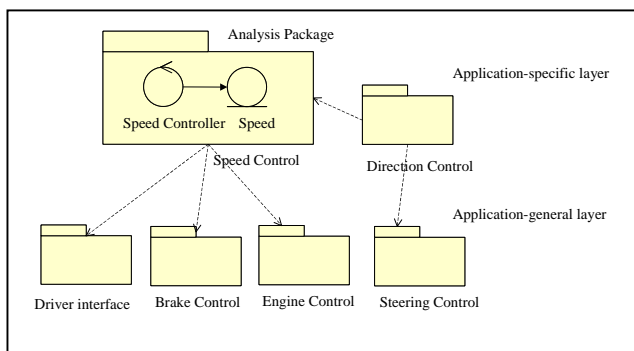 Analysis Package
Application-specific layer
Speed Controller Speed
Speed Control
Direction Control
Application-general layer
Driver interface Brake Control Engine Control Steering Control